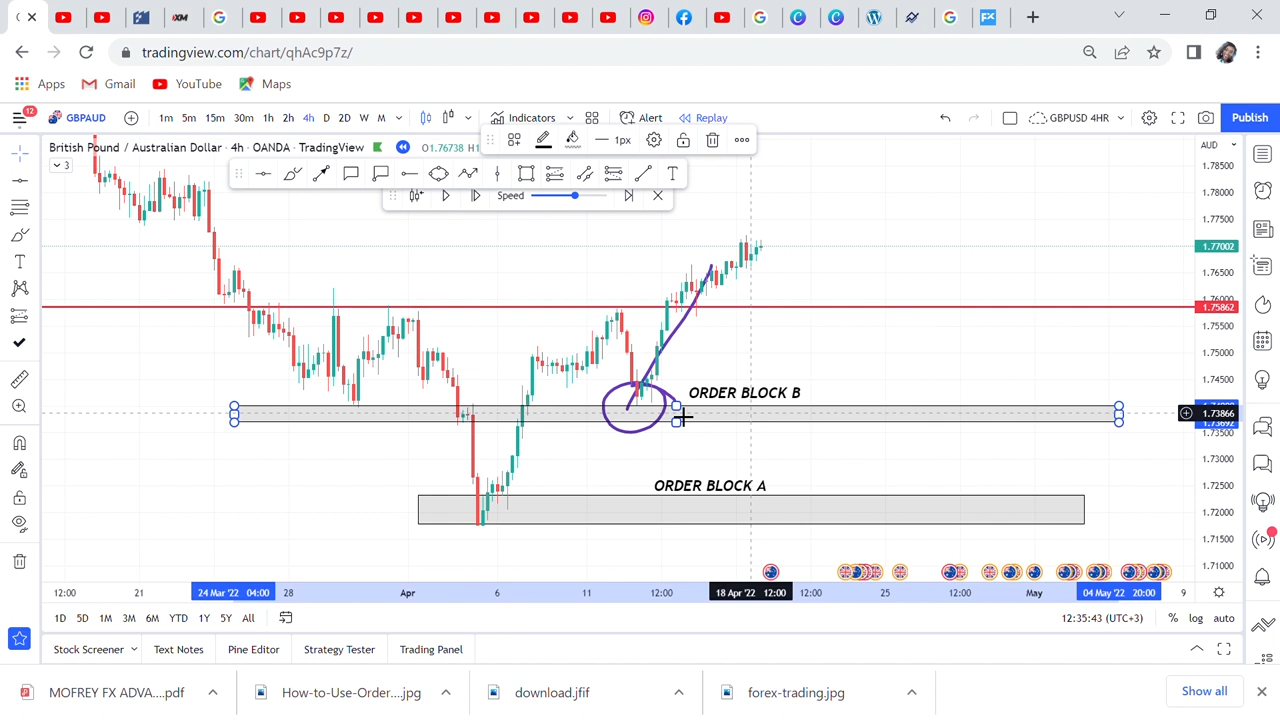 tradingview.com/chart/qhAc9p7z/
Apps Gmail YouTube Maps
12 GBPAUD 1m 5m 15m 30m 1h 2h 4h D 2D W M Indicators Alert Replay GBPUSD 4HR Publish
1px
British Pound / Australian Dollar · 4h · OANDA · TradingView O1.76738 H1 AUD
3
Speed
1.78500
1.78000
1.77500
1.77002
1.76500
1.75862
1.75500
1.75000
1.74500
ORDER BLOCK B
1.73866
1.73692
1.73500
1.73000
ORDER BLOCK A
1.72500
1.72000
1.71500
1.71000
12:00 21 24 Mar '22 04:00 28 Apr 6 11 12:00 18 Apr '22 12:00 12:00 25 12:00 May 04 May '22 20:00 9
1D 5D 1M 3M 6M YTD 1Y 5Y All 12:35:43 (UTC+3) % log auto
Stock Screener Text Notes Pine Editor Strategy Tester Trading Panel
MOFREY FX ADVA....pdf How-to-Use-Order....jpg download.jfif forex-trading.jpg Show all